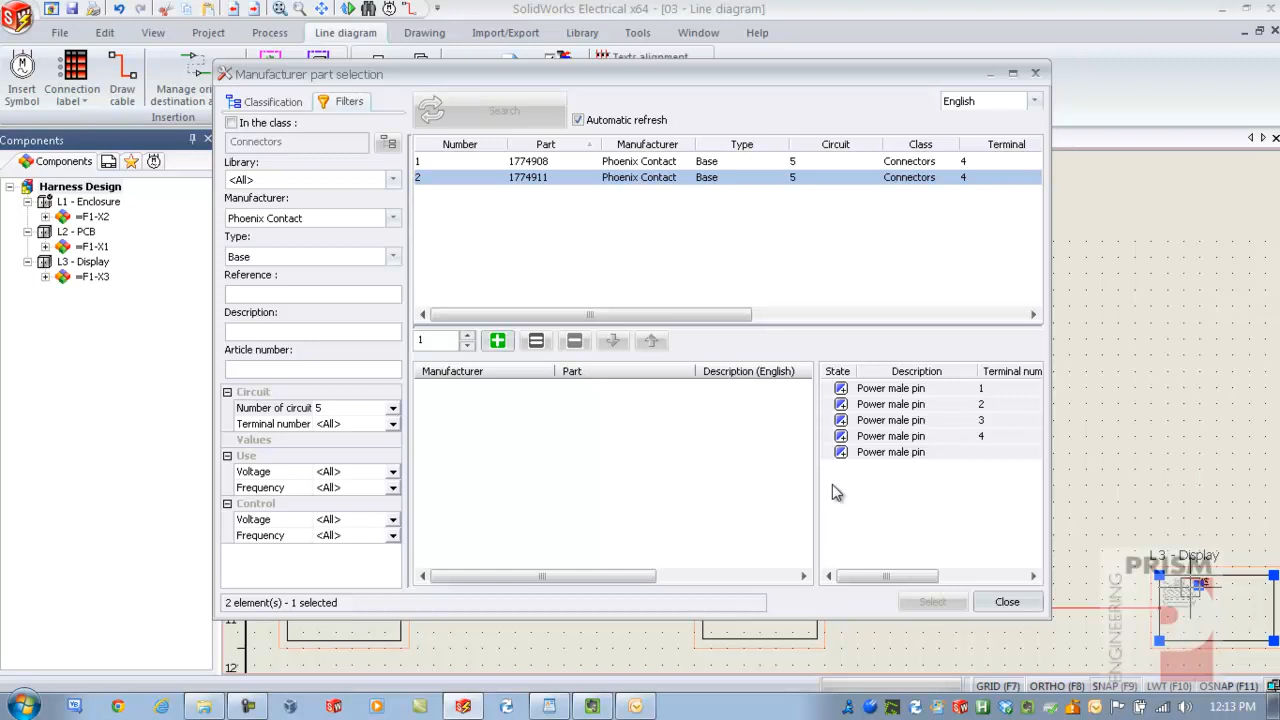 SolidWorks Electrical x64 - [03 - Line diagram]
File Edit View Project Process Line diagram Drawing Import/Export Library Tools Window Help
Texts alignment
Insert Symbol
Connection label
Draw cable
Insertion
Components
Components
Harness Design
L1 - Enclosure
=F1-X2
L2 - PCB
=F1-X1
L3 - Display
=F1-X3
Manufacturer part selection
Classification Filters
In the class :
Connectors
Library:
<All>
Manufacturer:
Phoenix Contact
Type:
Base
Reference :
Description:
Article number:
Circuit
Number of circuit 5
Terminal number <All>
Values
Use
Voltage <All>
Frequency <All>
Control
Voltage <All>
Frequency <All>
Search
Automatic refresh
English
Number Part Manufacturer Type Circuit Class Terminal
1 1774908 Phoenix Contact Base 5 Connectors 4
2 1774911 Phoenix Contact Base 5 Connectors 4
1
Manufacturer Part Description (English)
State Description Terminal num
Power male pin 1
Power male pin 2
Power male pin 3
Power male pin 4
Power male pin
2 element(s) - 1 selected
Select Close
L3 - Display
PRISM
ENGINEERING
12
GRID (F7) ORTHO (F8) SNAP (F9) LWT (F10) OSNAP (F11)
12:13 PM